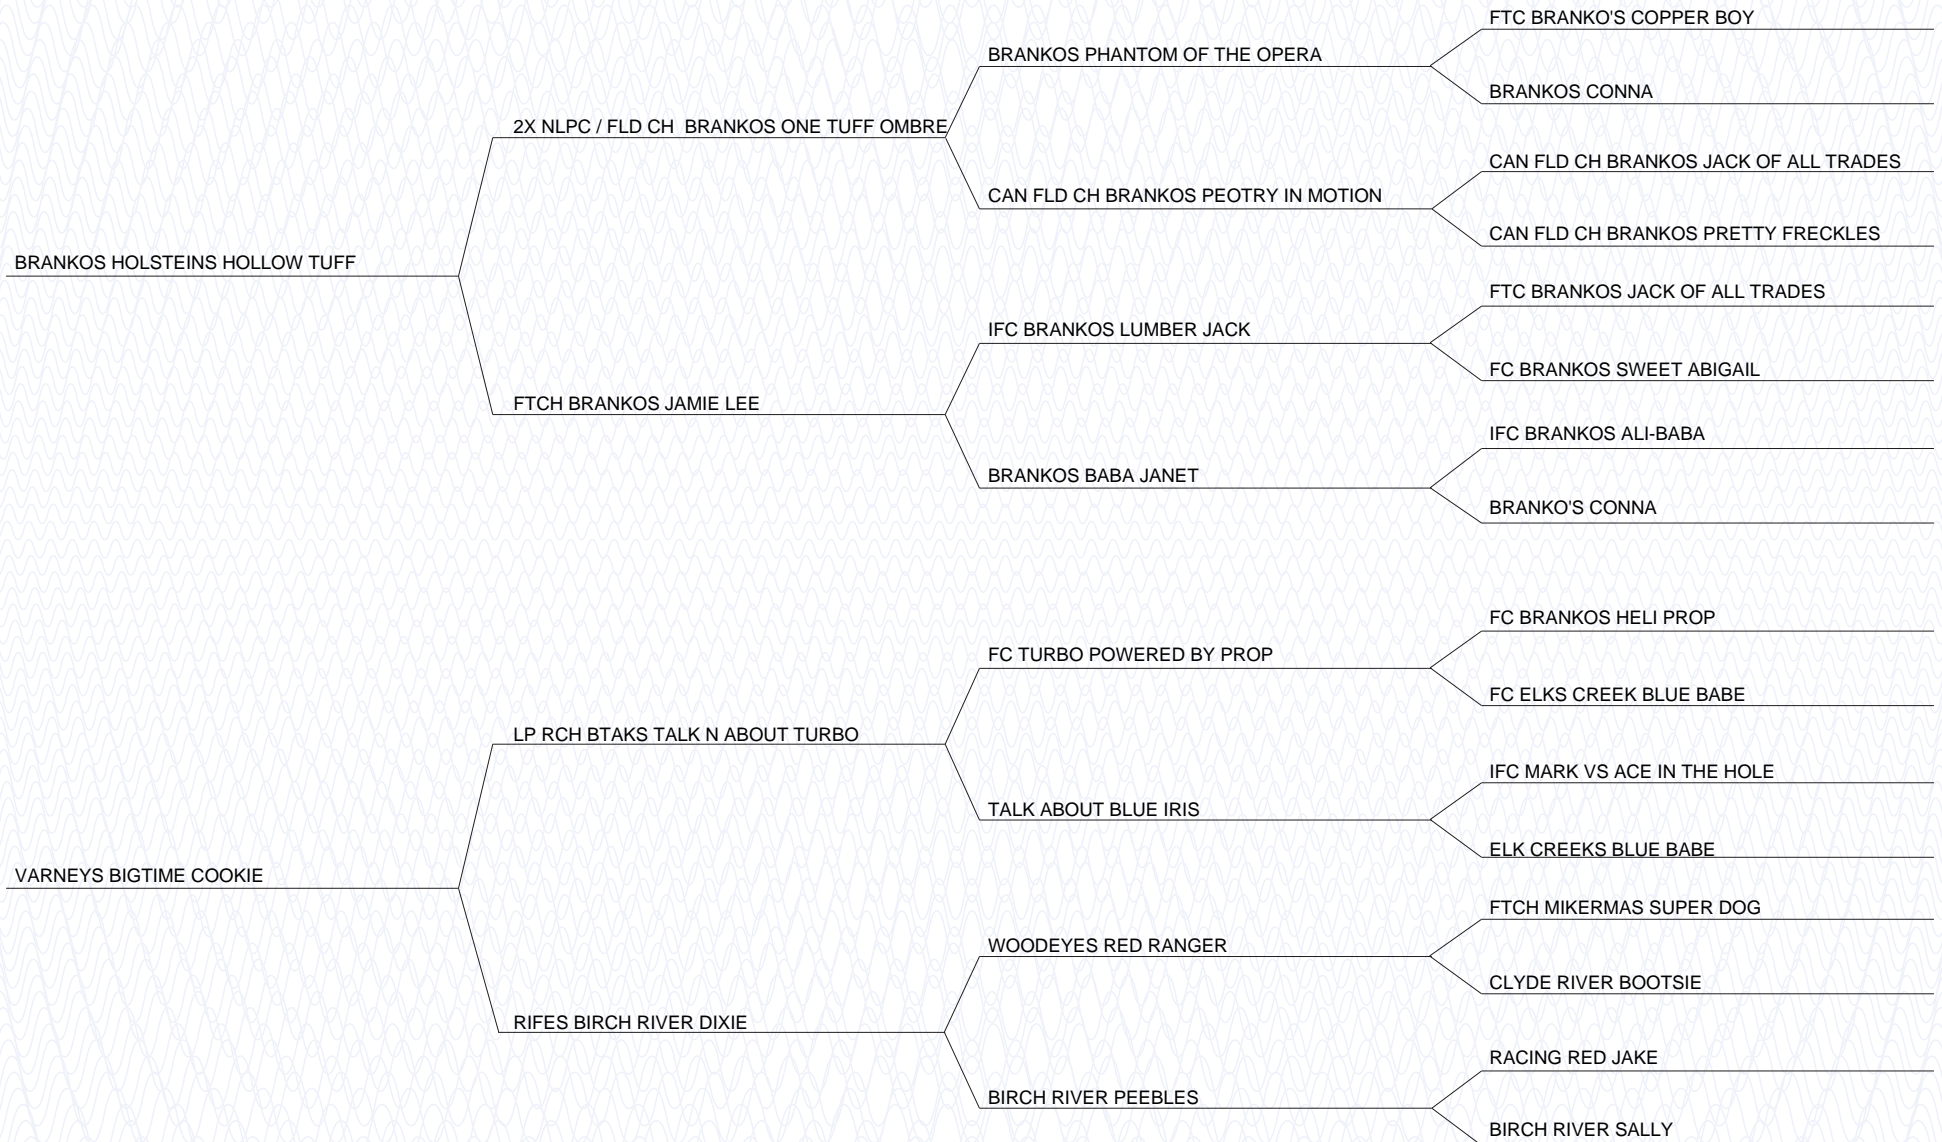 FTC BRANKO'S COPPER BOY
BRANKOS PHANTOM OF THE OPERA
BRANKOS CONNA
2X NLPC / FLD CH  BRANKOS ONE TUFF OMBRE
CAN FLD CH BRANKOS JACK OF ALL TRADES
CAN FLD CH BRANKOS PEOTRY IN MOTION
CAN FLD CH BRANKOS PRETTY FRECKLES
BRANKOS HOLSTEINS HOLLOW TUFF
FTC BRANKOS JACK OF ALL TRADES
IFC BRANKOS LUMBER JACK
FC BRANKOS SWEET ABIGAIL
FTCH BRANKOS JAMIE LEE
IFC BRANKOS ALI-BABA
BRANKOS BABA JANET
BRANKO'S CONNA
FC BRANKOS HELI PROP
FC TURBO POWERED BY PROP
FC ELKS CREEK BLUE BABE
LP RCH BTAKS TALK N ABOUT TURBO
IFC MARK VS ACE IN THE HOLE
TALK ABOUT BLUE IRIS
ELK CREEKS BLUE BABE
VARNEYS BIGTIME COOKIE
FTCH MIKERMAS SUPER DOG
WOODEYES RED RANGER
CLYDE RIVER BOOTSIE
RIFES BIRCH RIVER DIXIE
RACING RED JAKE
BIRCH RIVER PEEBLES
BIRCH RIVER SALLY